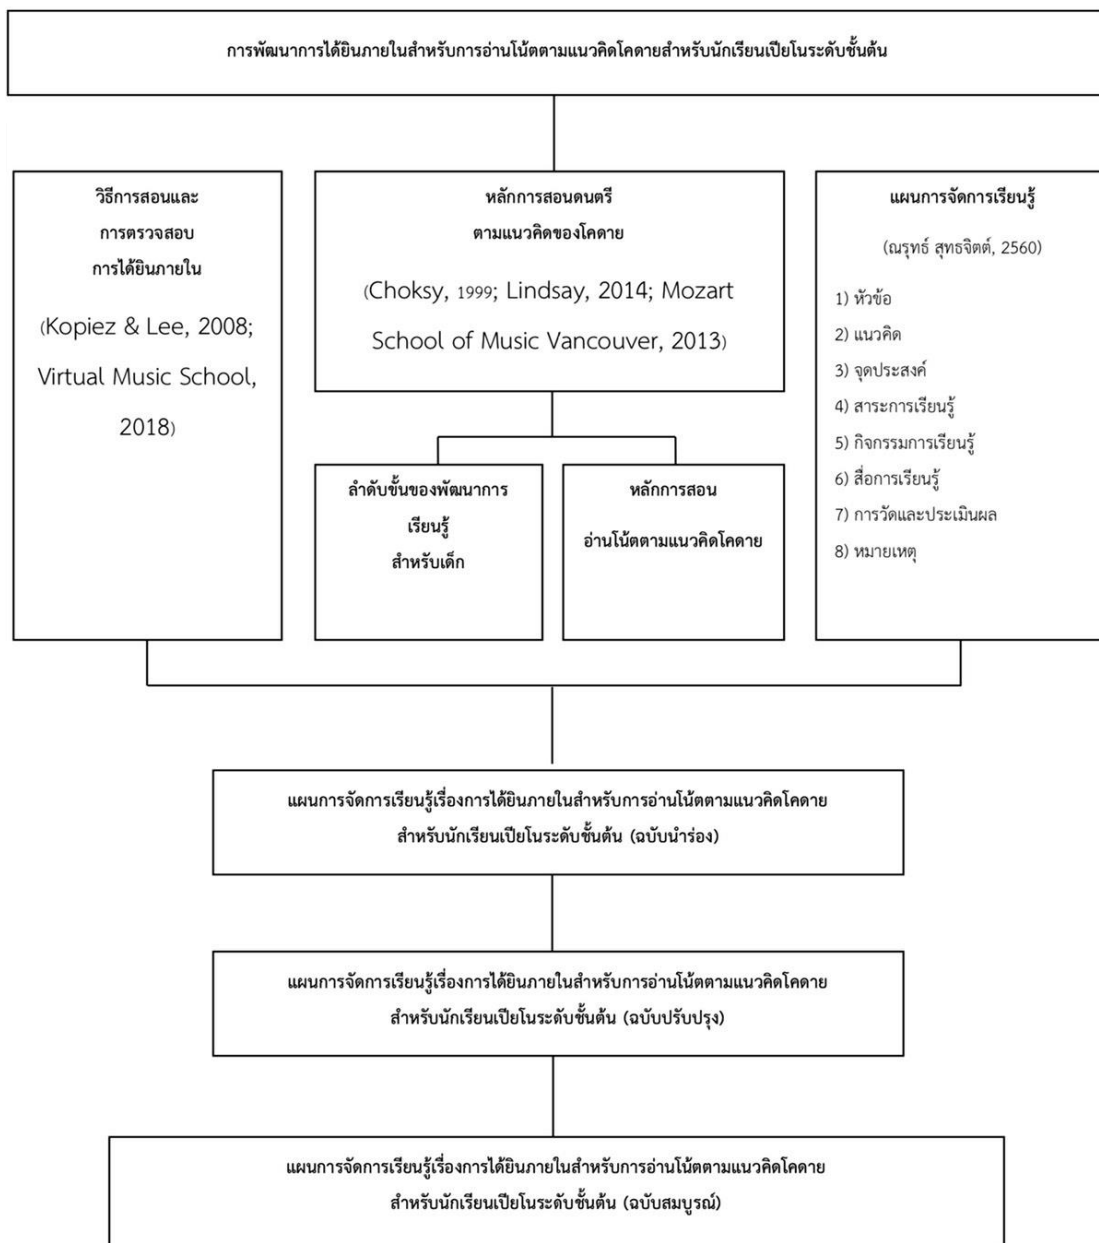 การพัฒนาการได้ยินภายในสำหรับการอ่านโน้ตตามแนวคิดโคดายสำหรับนักเรียนเปียโนระดับชั้นต้น
วิธีการสอนและ
การตรวจสอบ
การได้ยินภายใน
(Kopiez & Lee, 2008;
Virtual Music School,
2018)
หลักการสอนดนตรี
ตามแนวคิดของโคดาย
(Choksy, 1999; Lindsay, 2014; Mozart
School of Music Vancouver, 2013)
ลำดับขั้นของพัฒนาการ
เรียนรู้
สำหรับเด็ก
หลักการสอน
อ่านโน้ตตามแนวคิดโคดาย
แผนการจัดการเรียนรู้
(ณรุทธ์ สุทธจิตต์, 2560)
1) หัวข้อ
2) แนวคิด
3) จุดประสงค์
4) สาระการเรียนรู้
5) กิจกรรมการเรียนรู้
6) สื่อการเรียนรู้
7) การวัดและประเมินผล
8) หมายเหตุ
แผนการจัดการเรียนรู้เรื่องการได้ยินภายในสำหรับการอ่านโน้ตตามแนวคิดโคดาย
สำหรับนักเรียนเปียโนระดับชั้นต้น (ฉบับนำร่อง)
แผนการจัดการเรียนรู้เรื่องการได้ยินภายในสำหรับการอ่านโน้ตตามแนวคิดโคดาย
สำหรับนักเรียนเปียโนระดับชั้นต้น (ฉบับปรับปรุง)
แผนการจัดการเรียนรู้เรื่องการได้ยินภายในสำหรับการอ่านโน้ตตามแนวคิดโคดาย
สำหรับนักเรียนเปียโนระดับชั้นต้น (ฉบับสมบูรณ์)